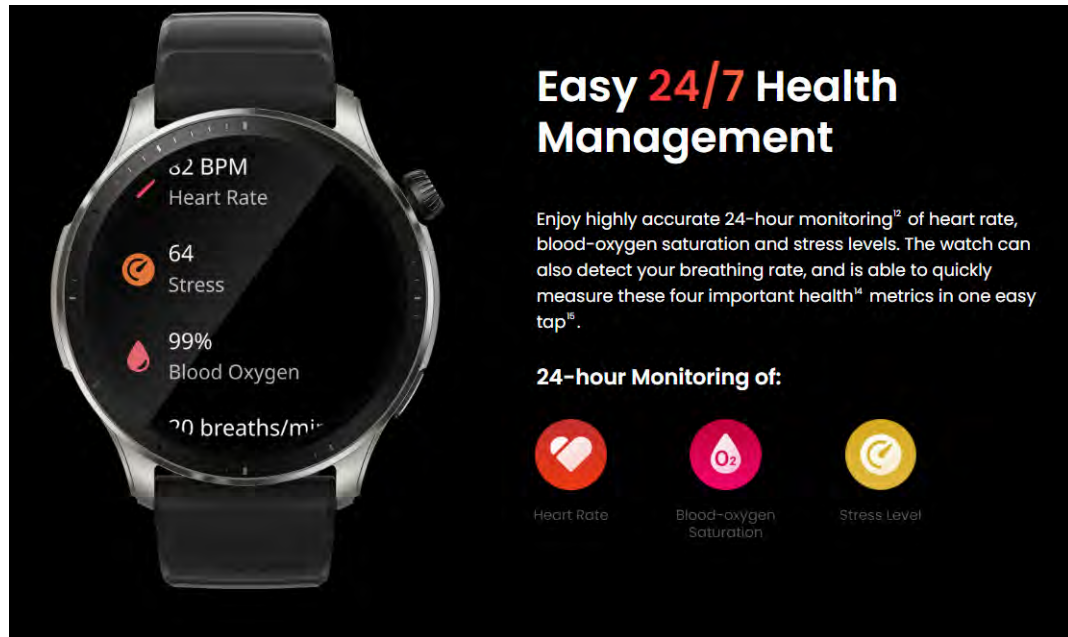 82 BPM
Heart Rate
64
Stress
99%
Blood Oxygen
20 breaths/min
Easy 24/7 Health
Management
Enjoy highly accurate 24-hour monitoring¹² of heart rate,
blood-oxygen saturation and stress levels. The watch can
also detect your breathing rate, and is able to quickly
measure these four important health¹⁴ metrics in one easy
tap¹⁵.
24-hour Monitoring of:
O₂
Heart Rate
Blood-oxygen
Saturation
Stress Level